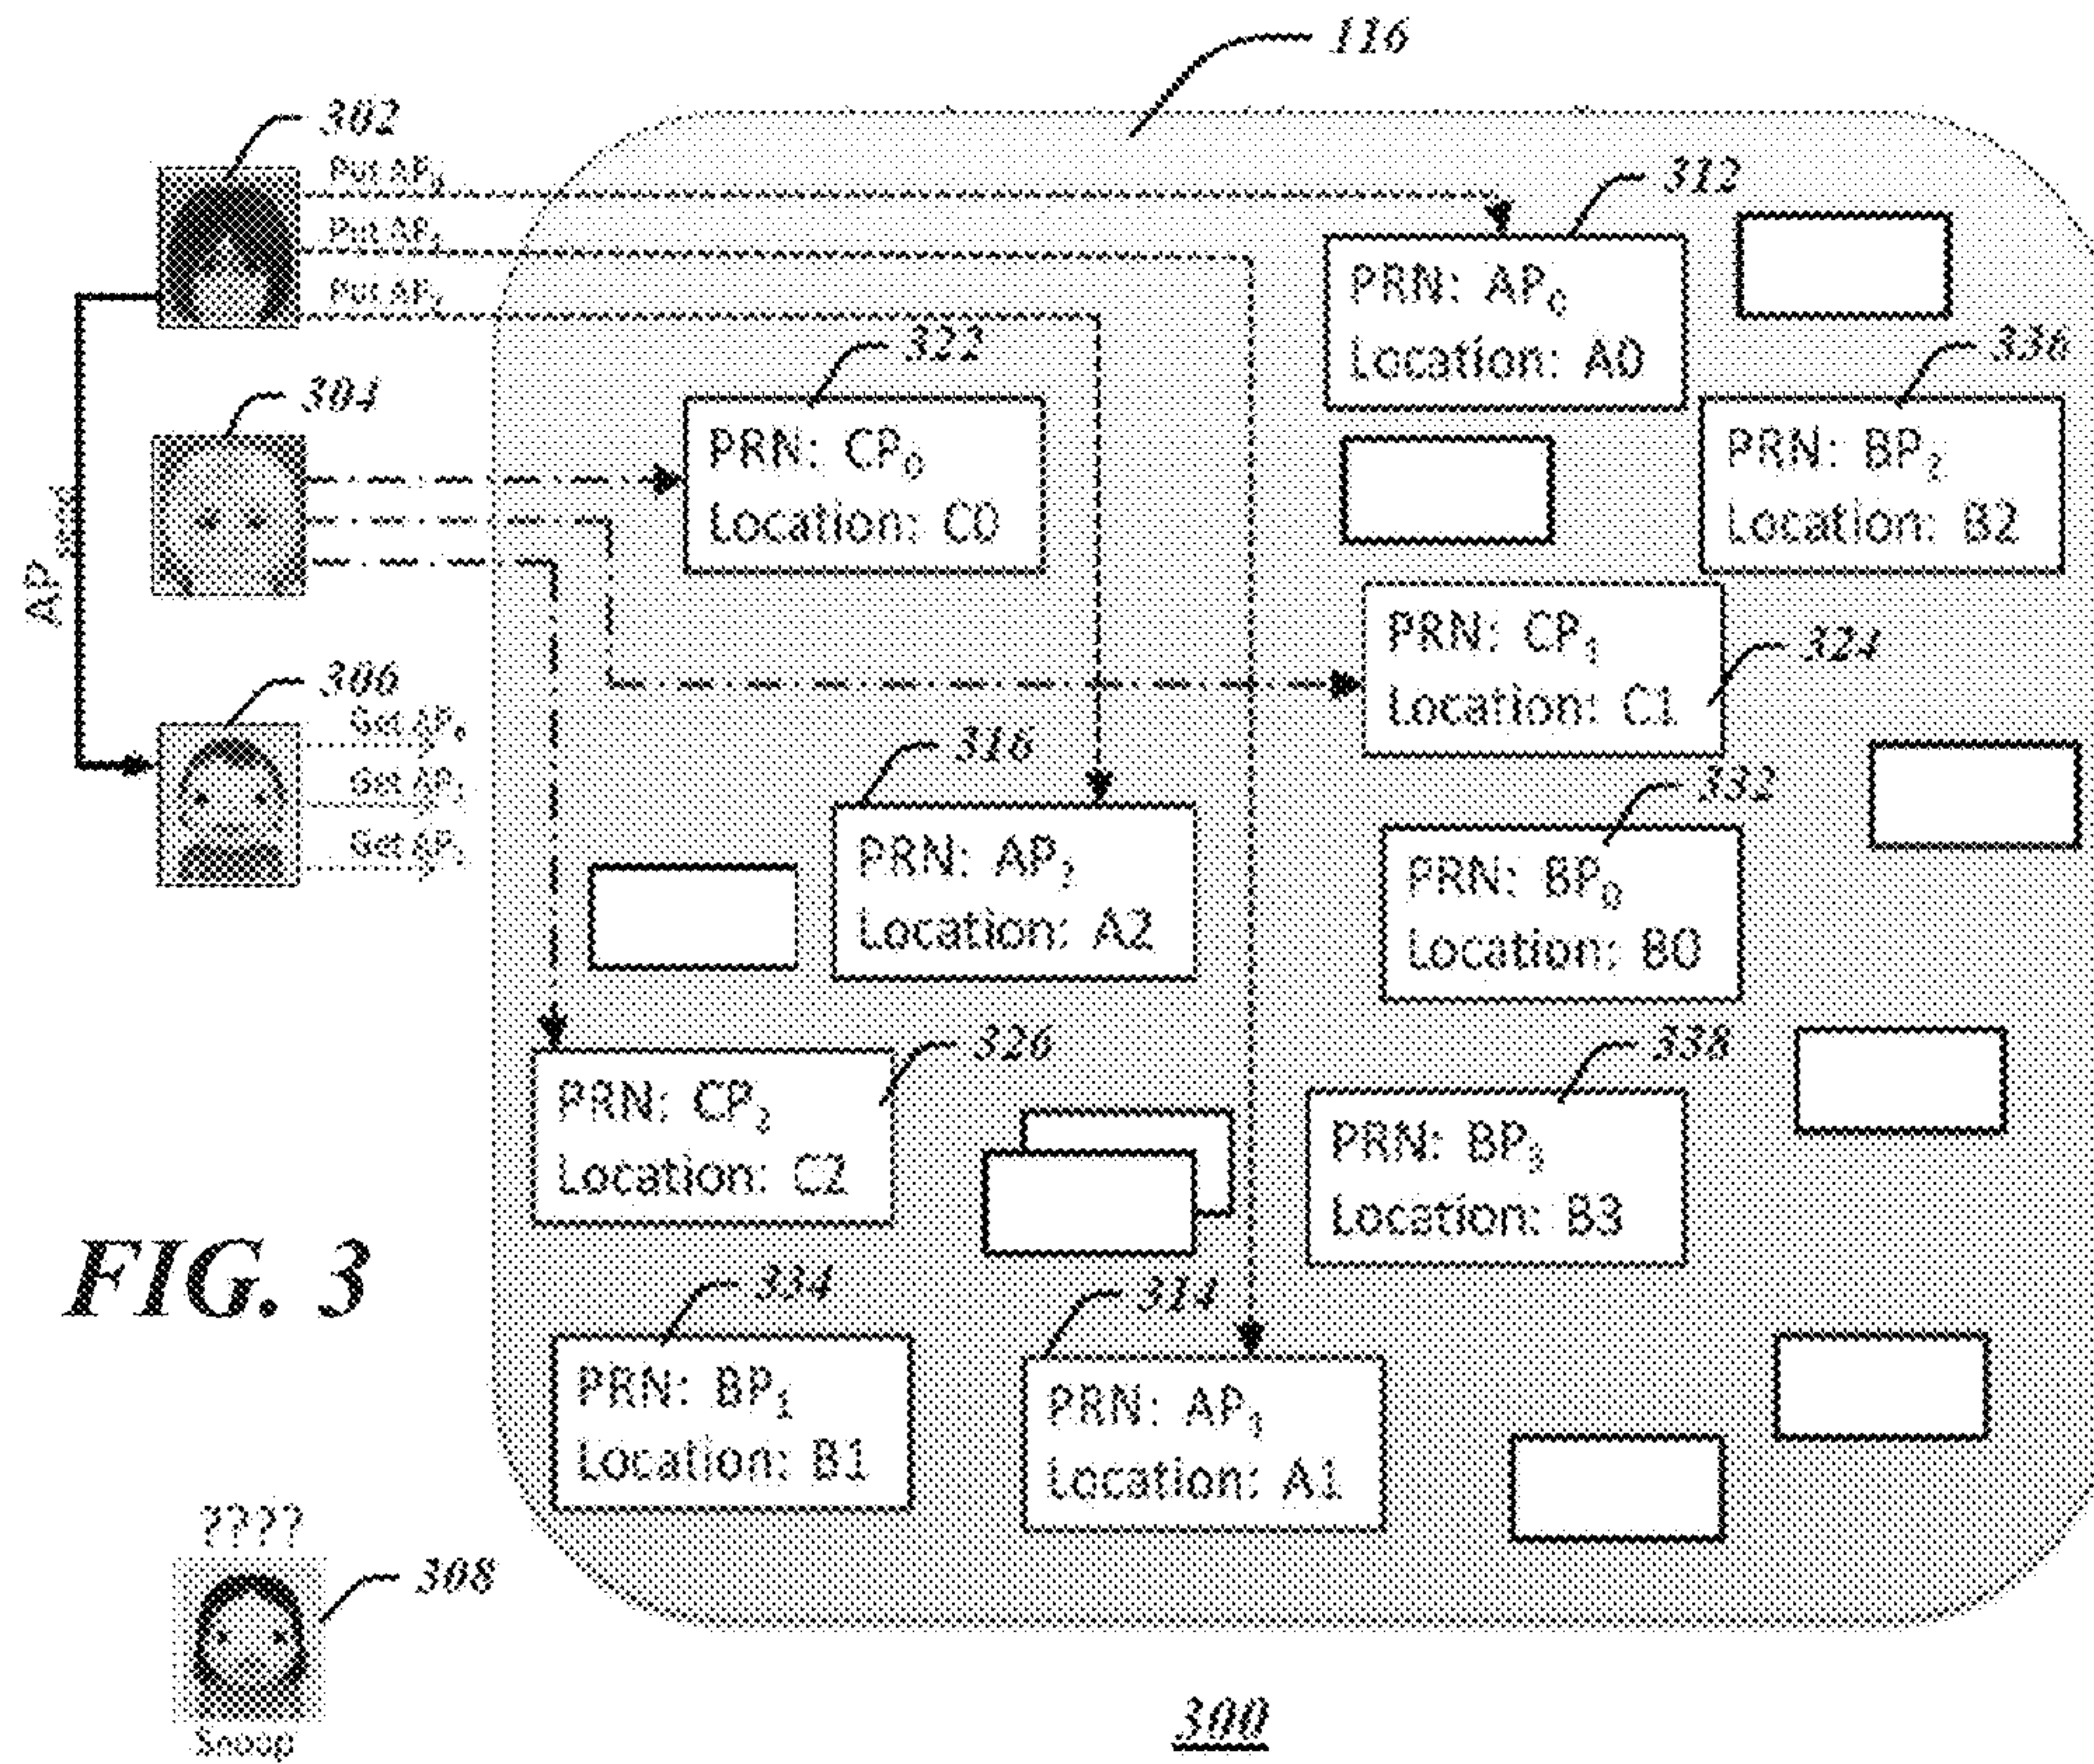 116
302
Put AP₀
312
Put AP₁
Put AP₂
PRN: AP₀
Location: A0
322
336
304
PRN: CP₀
Location: C0
PRN: BP₂
Location: B2
AP seed
PRN: CP₁
Location: C1
324
306
Get AP₀
316
Get AP₁
332
Get AP₂
PRN: AP₂
Location: A2
PRN: BP₀
Location: B0
326
338
PRN: CP₂
Location: C2
PRN: BP₃
Location: B3
FIG. 3
334
314
PRN: BP₁
Location: B1
PRN: AP₁
Location: A1
????
308
Snoop
300